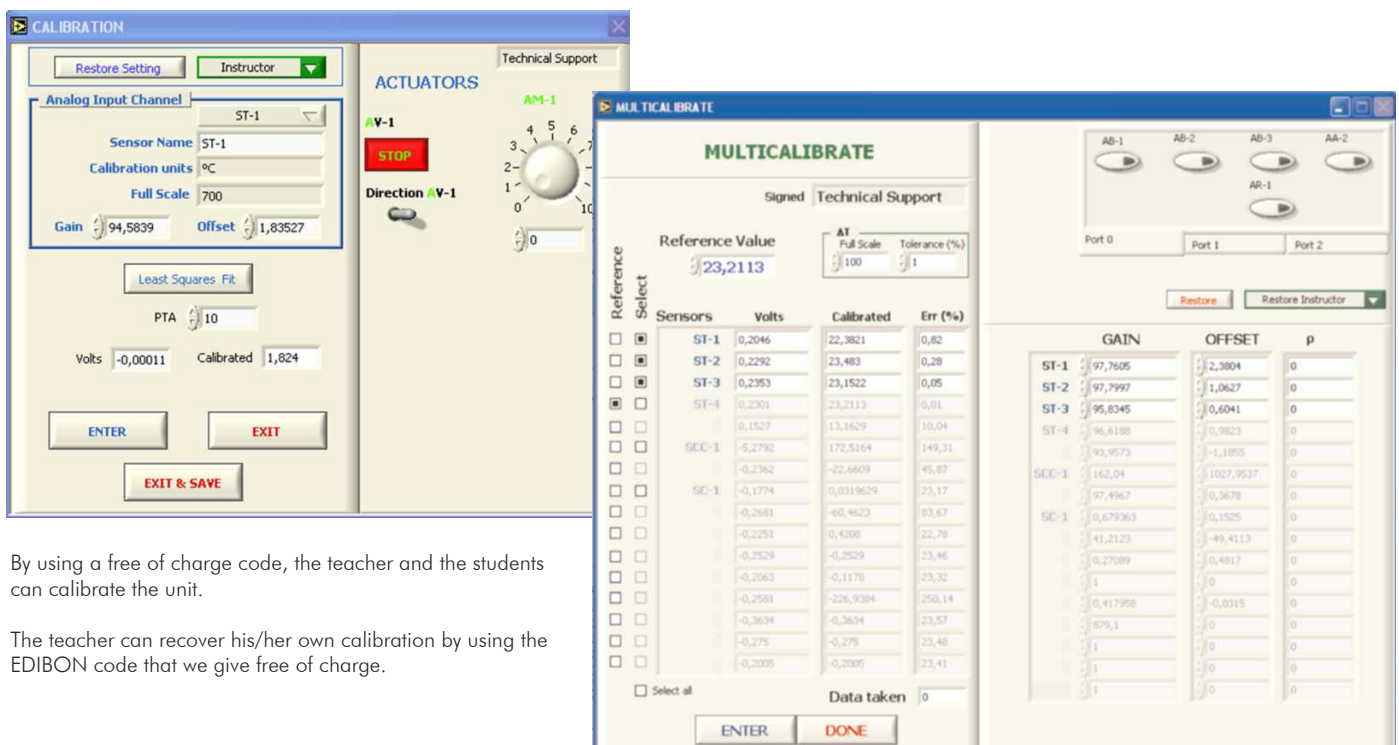 CALIBRATION
Restore Setting Instructor
Analog Input Channel
ST-1
Sensor Name ST-1
Calibration units ºC
Full Scale 700
Gain 94,5839 Offset 1,83527
Least Squares Fit
PTA 10
Volts -0,00011 Calibrated 1,824
ENTER EXIT
EXIT & SAVE
Technical Support
ACTUATORS
AV-1
STOP
Direction AV-1
AM-1
4 5 6
3 7
2
1
0 10
0
MULTICALIBRATE
MULTICALIBRATE
Signed Technical Support
Reference Value
23,2113
ΔT
Full Scale Tolerance (%)
100 1
Reference
Select
Sensors Volts Calibrated Err (%)
ST-1 0,2046 22,3821 0,82
ST-2 0,2292 23,483 0,28
ST-3 0,2353 23,1522 0,05
ST-4 0,2301 23,2113 0,01
0,1527 13,1629 10,04
SCC-1 -5,2792 172,5164 149,31
-0,2362 -22,6609 45,87
SC-1 -0,1774 0,0319629 23,17
-0,2681 -60,4623 83,67
-0,2251 0,4208 22,78
-0,2529 -0,2529 23,46
-0,2063 -0,1178 23,32
-0,2581 -226,9384 250,14
-0,3634 -0,3634 23,57
-0,275 -0,275 23,48
-0,2005 -0,2005 23,41
Select all
Data taken 0
ENTER DONE
AB-1 AB-2 AB-3 AA-2
AR-1
Port 0 Port 1 Port 2
Restore Restore Instructor
GAIN OFFSET ρ
ST-1 97,7605 2,3804 0
ST-2 97,7997 1,0627 0
ST-3 95,8345 0,6041 0
ST-4 96,6188 0,9823 0
93,9573 -1,1855 0
SCC-1 162,04 1027,9537 0
97,4967 0,3678 0
SC-1 0,679363 0,1525 0
41,2123 -49,4113 0
0,27089 0,4817 0
1 0 0
0,417958 -0,0315 0
879,1 0 0
1 0 0
1 0 0
1 0 0
By using a free of charge code, the teacher and the students
can calibrate the unit.
The teacher can recover his/her own calibration by using the
EDIBON code that we give free of charge.